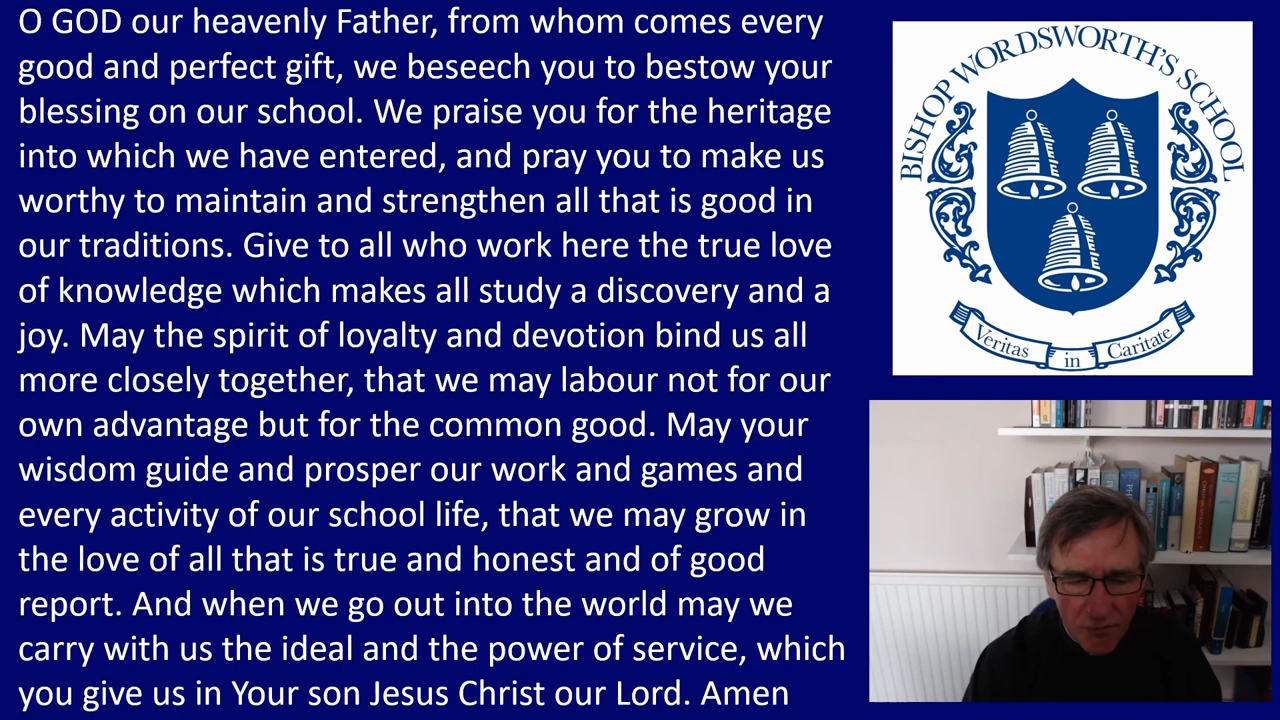 O GOD our heavenly Father, from whom comes every
good and perfect gift, we beseech you to bestow your
blessing on our school. We praise you for the heritage
into which we have entered, and pray you to make us
worthy to maintain and strengthen all that is good in
our traditions. Give to all who work here the true love
of knowledge which makes all study a discovery and a
joy. May the spirit of loyalty and devotion bind us all
more closely together, that we may labour not for our
own advantage but for the common good. May your
wisdom guide and prosper our work and games and
every activity of our school life, that we may grow in
the love of all that is true and honest and of good
report. And when we go out into the world may we
carry with us the ideal and the power of service, which
you give us in Your son Jesus Christ our Lord. Amen
BISHOP WORDSWORTH'S SCHOOL
Veritas in Caritate